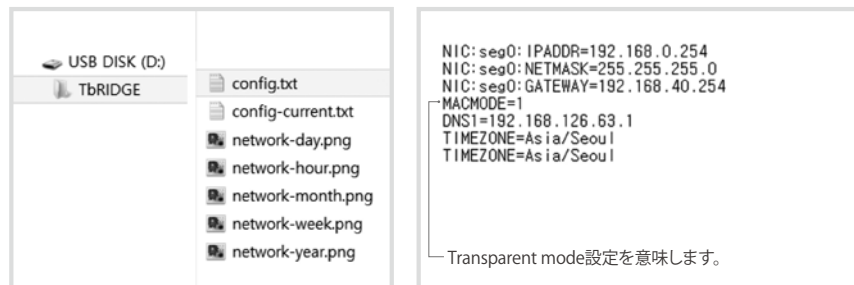 USB DISK (D:)
TbRIDGE
config.txt
config-current.txt
network-day.png
network-hour.png
network-month.png
network-week.png
network-year.png
NIC:seg0:IPADDR=192.168.0.254
NIC:seg0:NETMASK=255.255.255.0
NIC:seg0:GATEWAY=192.168.40.254
MACMODE=1
DNS1=192.168.126.63.1
TIMEZONE=Asia/Seoul
TIMEZONE=Asia/Seoul
Transparent mode設定を意味します。